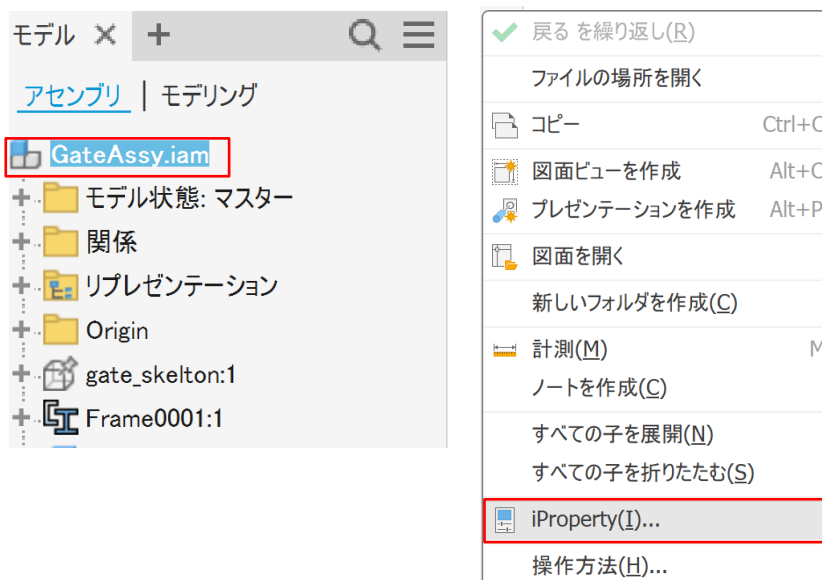 モデル
アセンブリ | モデリング
GateAssy.iam
モデル状態: マスター
関係
リプレゼンテーション
Origin
gate_skelton:1
Frame0001:1
戻る を繰り返し(R)
ファイルの場所を開く
コピー Ctrl+C
図面ビューを作成 Alt+C
プレゼンテーションを作成 Alt+P
図面を開く
新しいフォルダを作成(C)
計測(M) M
ノートを作成(C)
すべての子を展開(N)
すべての子を折りたたむ(S)
iProperty(I)...
操作方法(H)...